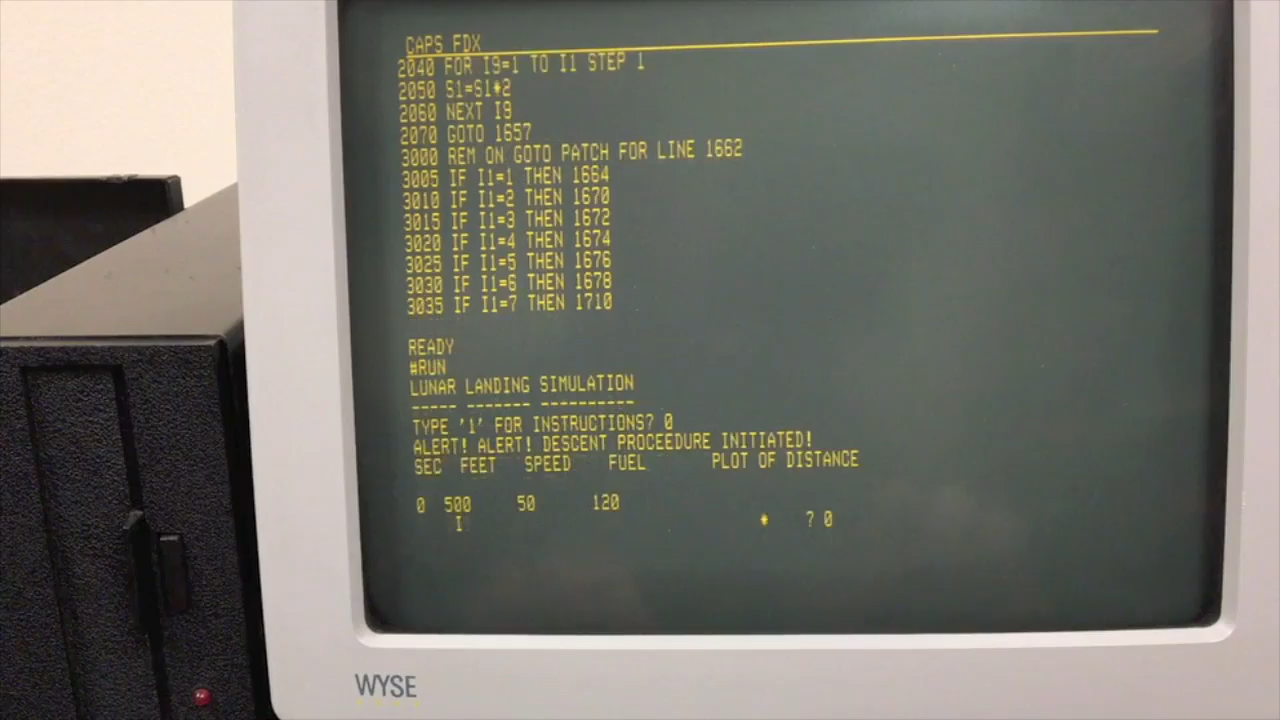 CAPS FDX
2040 FOR I9=1 TO I1 STEP 1
2050 S1=S1*2
2060 NEXT I9
2070 GOTO 1657
3000 REM ON GOTO PATCH FOR LINE 1662
3005 IF I1=1 THEN 1664
3010 IF I1=2 THEN 1670
3015 IF I1=3 THEN 1672
3020 IF I1=4 THEN 1674
3025 IF I1=5 THEN 1676
3030 IF I1=6 THEN 1678
3035 IF I1=7 THEN 1710
READY
#RUN
LUNAR LANDING SIMULATION
----- ------- ----------
TYPE '1' FOR INSTRUCTIONS? 0
ALERT! ALERT! DESCENT PROCEEDURE INITIATED!
SEC FEET SPEED FUEL PLOT OF DISTANCE
0 500 50 120
I * ? 0
WYSE